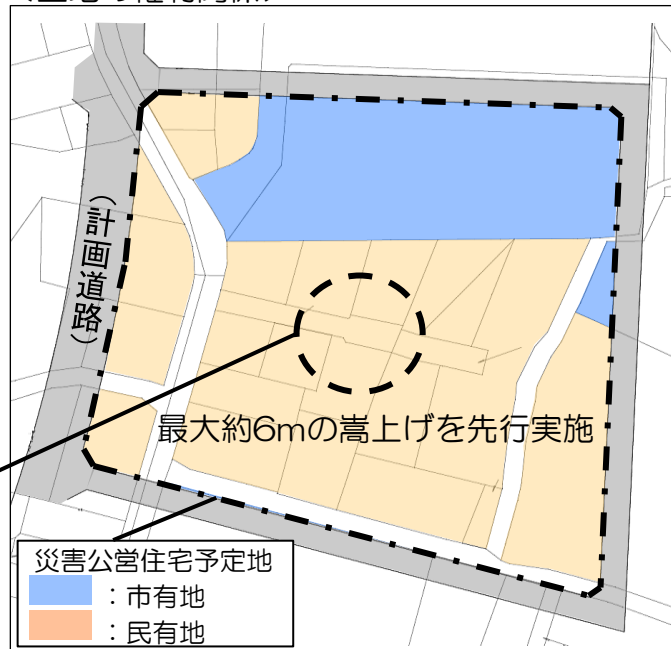 （計画道路）
最大約6mの嵩上げを先行実施
災害公営住宅予定地
：市有地
：民有地